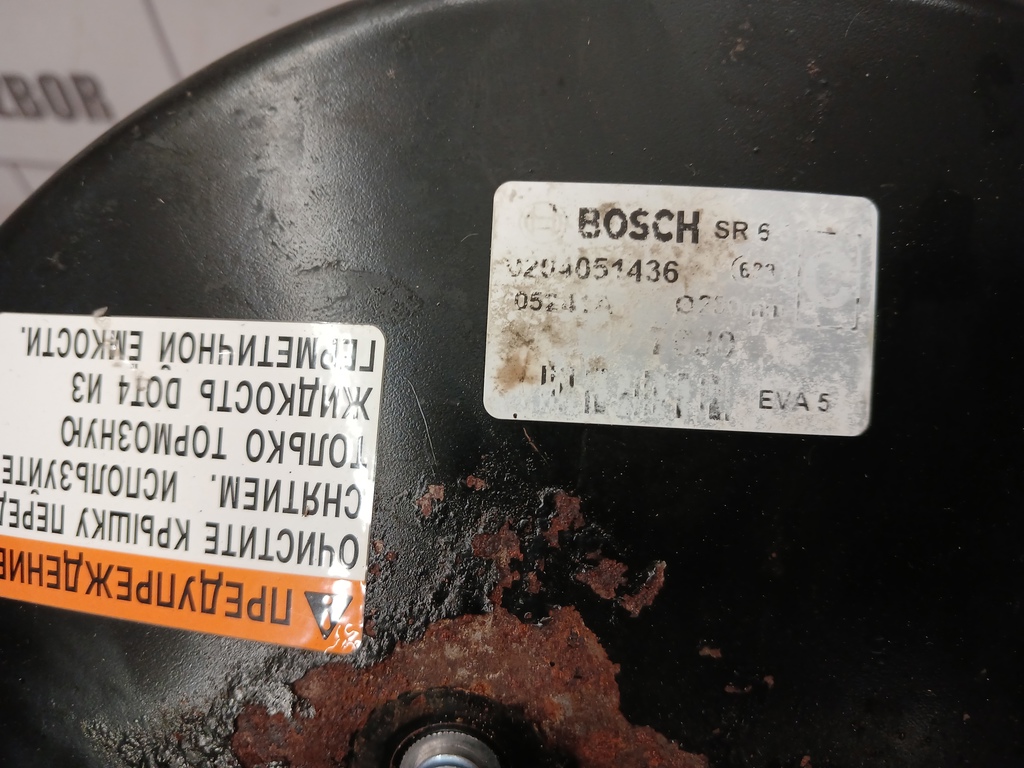 ZBOR
BOSCH SR 6
0204051436
EVA 5
ПРЕДУПРЕЖДЕНИЕ
ОЧИСТИТЕ КРЫШКУ ПЕРЕД
СНЯТИЕМ. ИСПОЛЬЗУЙТЕ
ТОЛЬКО ТОРМОЗНУЮ
ЖИДКОСТЬ DOT4 ИЗ
ГЕРМЕТИЧНОЙ ЕМКОСТИ.